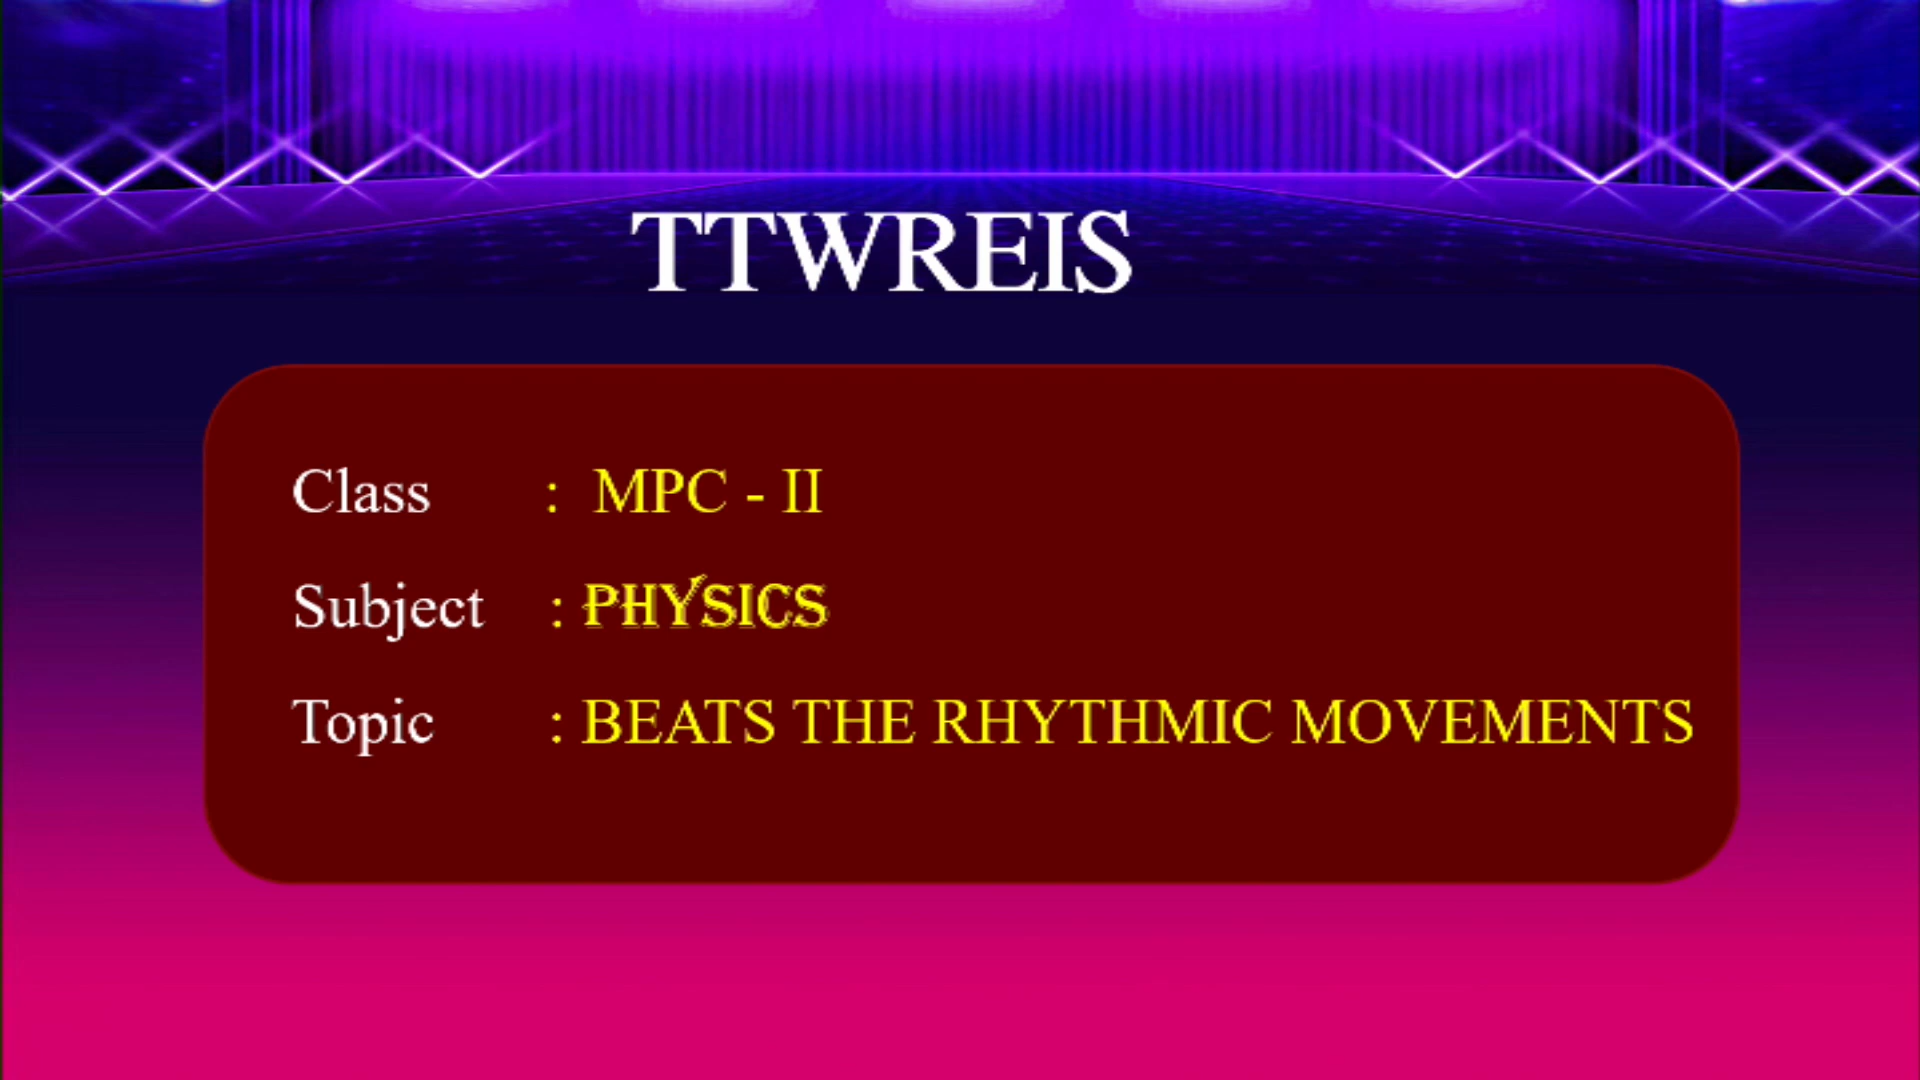 TTWREIS
Class : MPC - II
Subject : PHYSICS
Topic : BEATS THE RHYTHMIC MOVEMENTS